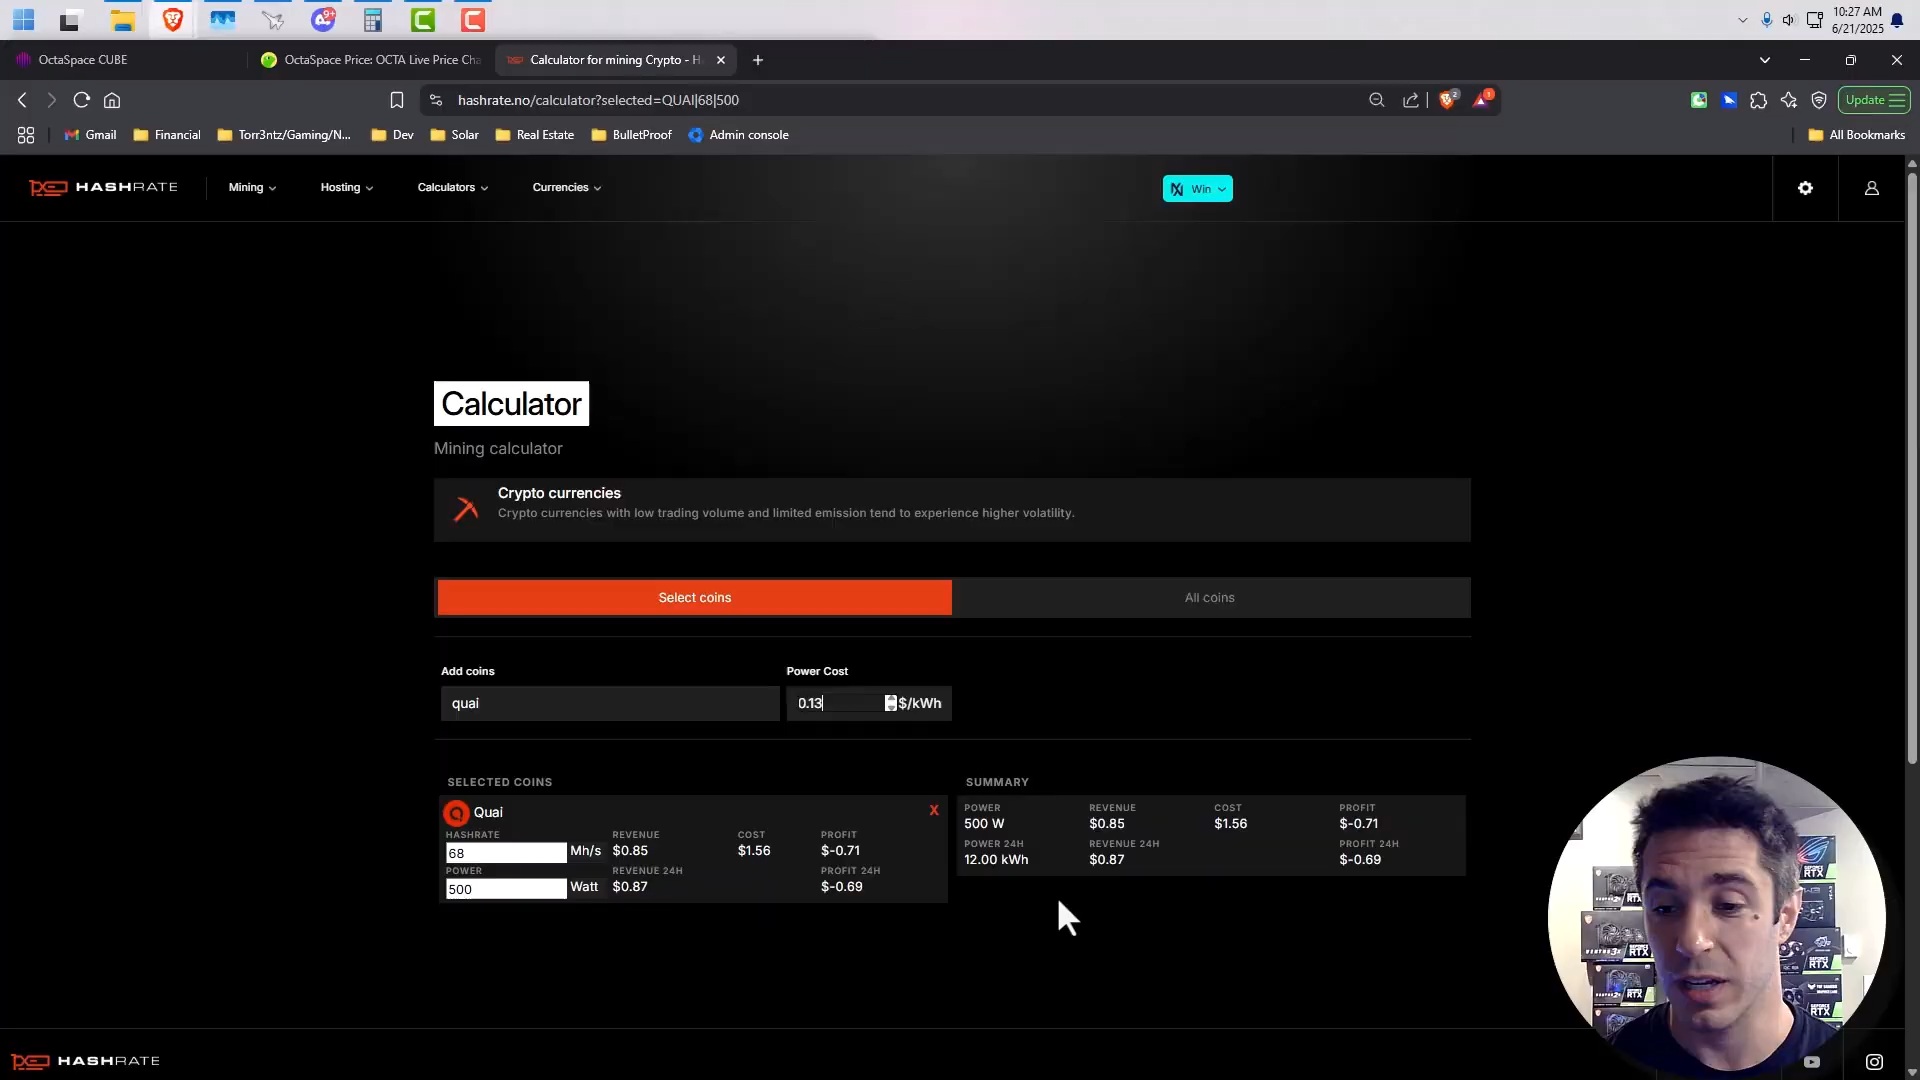 10:27 AM
6/21/2025
9+
OctaSpace CUBE
OctaSpace Price: OCTA Live Price Cha
Calculator for mining Crypto - H
hashrate.no/calculator?selected=QUAI|68|500
2
1
Update
Gmail
Financial
Torr3ntz/Gaming/N...
Dev
Solar
Real Estate
BulletProof
Admin console
All Bookmarks
HASHRATE
Mining
Hosting
Calculators
Currencies
Win
Calculator
Mining calculator
Crypto currencies
Crypto currencies with low trading volume and limited emission tend to experience higher volatility.
Select coins
All coins
Add coins
Power Cost
quai
0.13
$/kWh
SELECTED COINS
SUMMARY
Quai
X
HASHRATE
REVENUE
COST
PROFIT
68
Mh/s
$0.85
$1.56
$-0.71
POWER
REVENUE 24H
PROFIT 24H
500
Watt
$0.87
$-0.69
POWER
REVENUE
COST
PROFIT
500 W
$0.85
$1.56
$-0.71
POWER 24H
REVENUE 24H
PROFIT 24H
12.00 kWh
$0.87
$-0.69
HASHRATE
GEFORCE
RTX